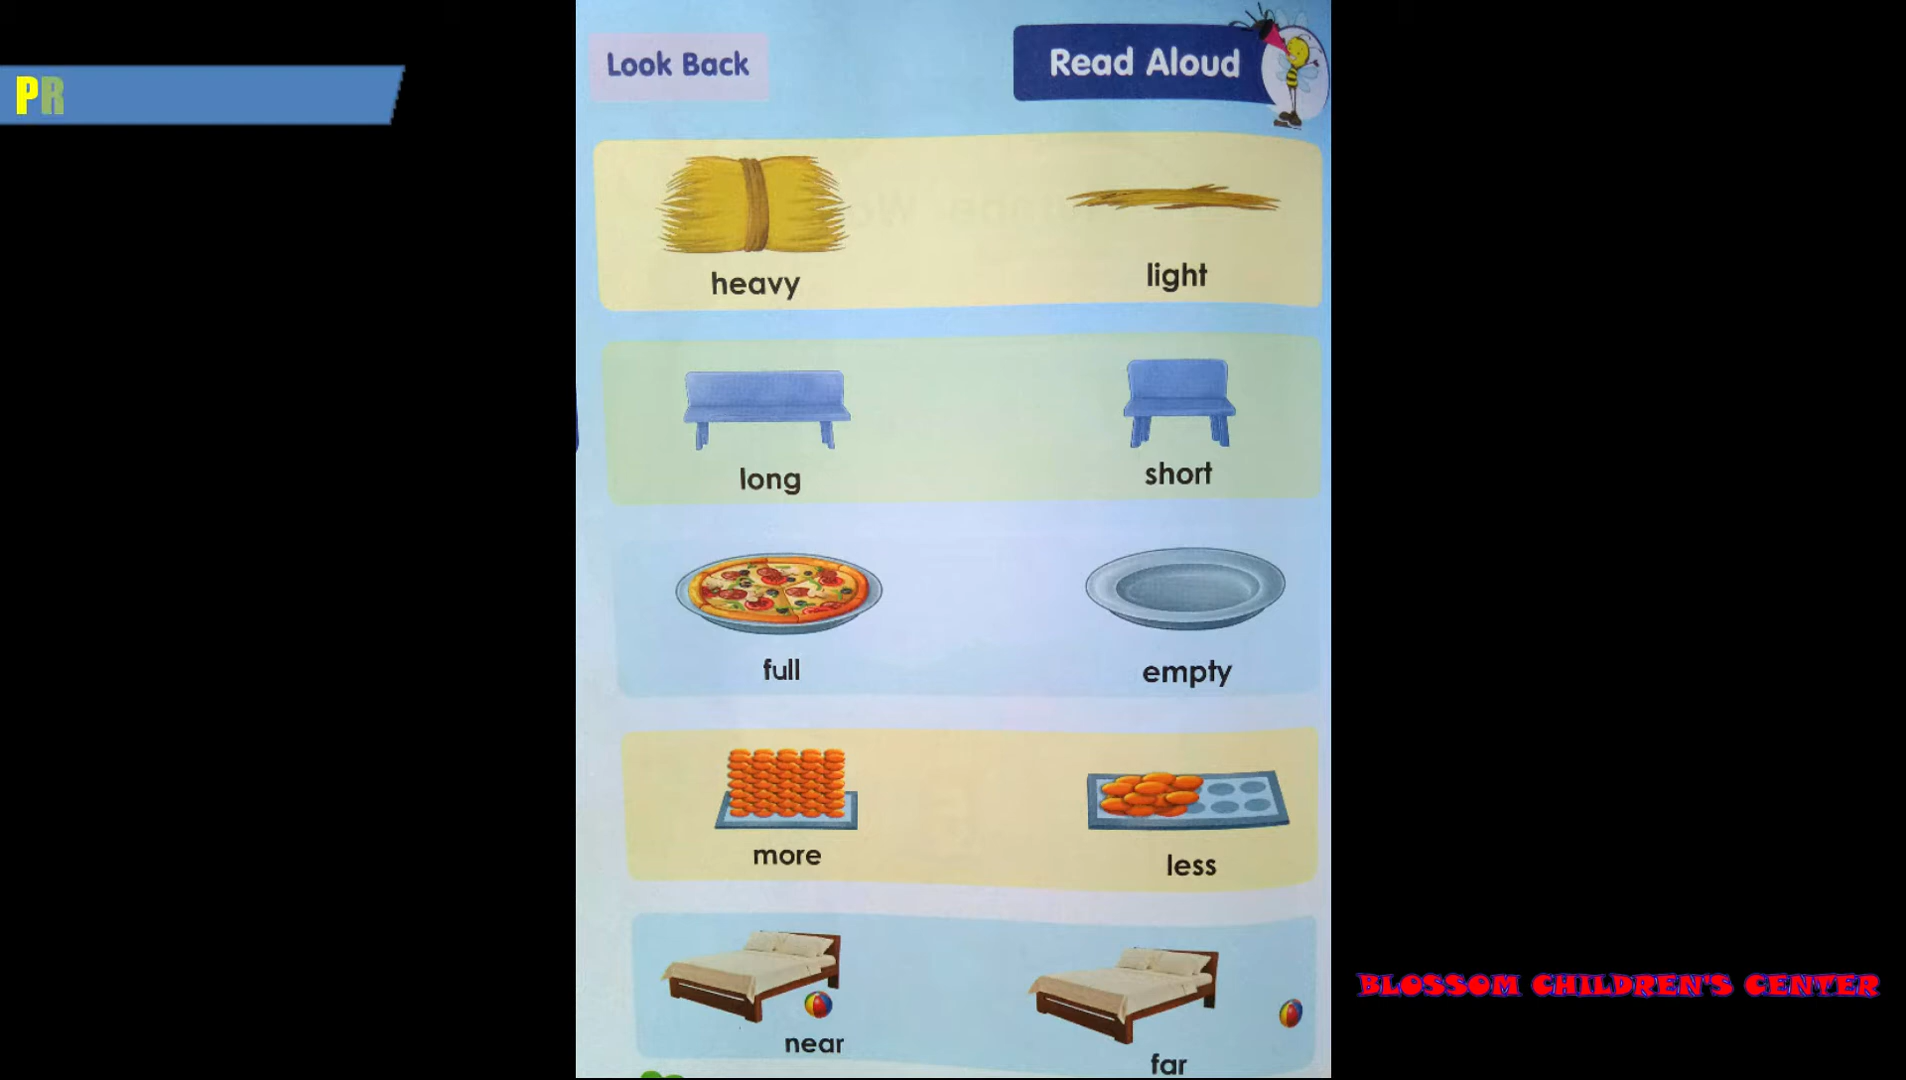 PR
Look Back
Read Aloud
heavy light
long short
full empty
more less
near far
BLOSSOM CHILDREN'S CENTER